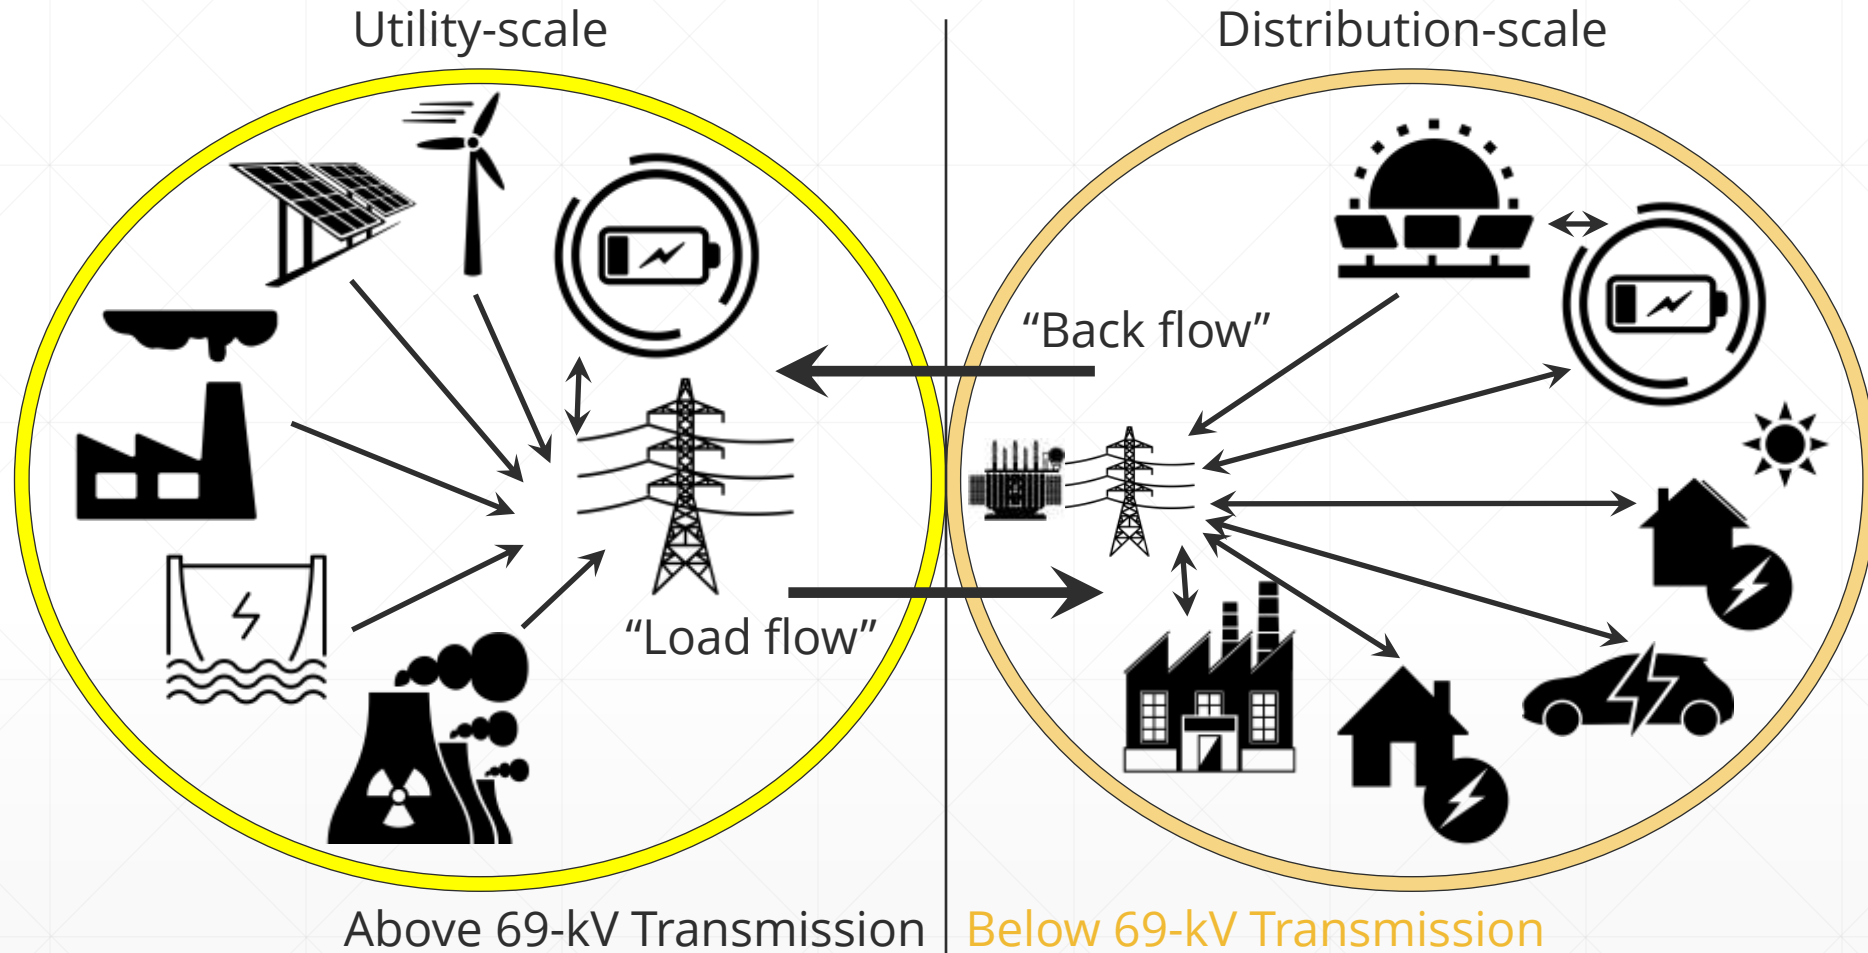 Utility-scale
Distribution-scale
“Back flow”
“Load flow”
Above 69-kV Transmission
Below 69-kV Transmission